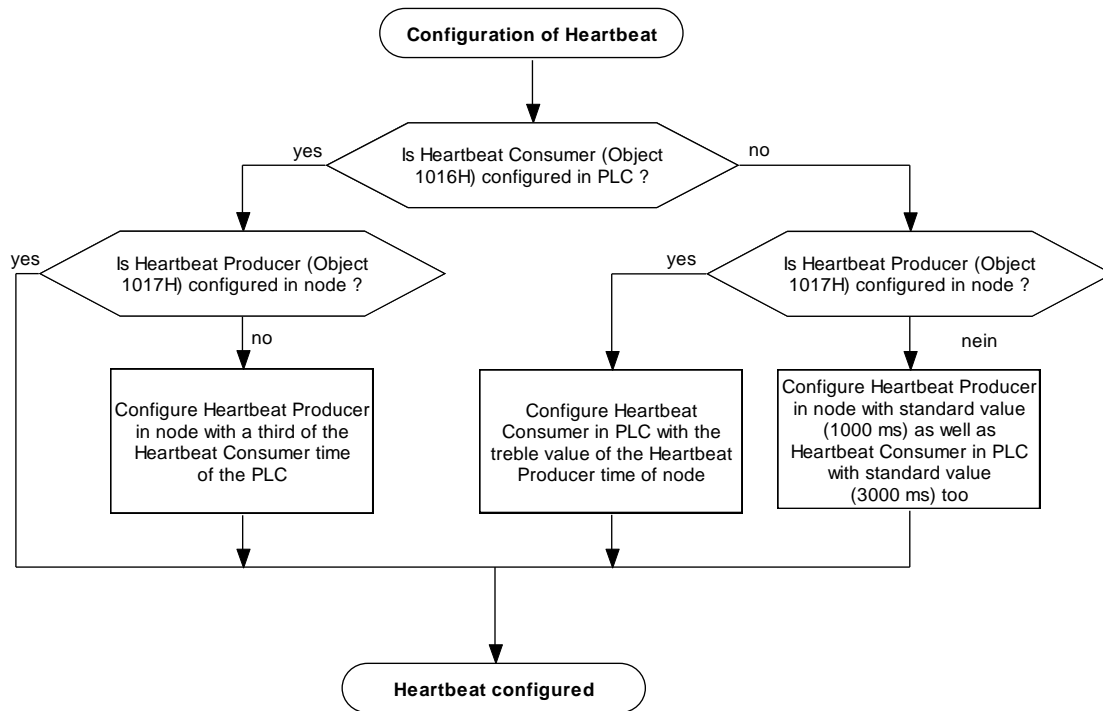 Configuration of Heartbeat
yes
Is Heartbeat Consumer (Object
1016H) configured in PLC ?
no
yes
Is Heartbeat Producer (Object
1017H) configured in node ?
yes
Is Heartbeat Producer (Object
1017H) configured in node ?
no
nein
Configure Heartbeat Producer
in node with a third of the
Heartbeat Consumer time
of the PLC
Configure Heartbeat
Consumer in PLC with the
treble value of the Heartbeat
Producer time of node
Configure Heartbeat Producer
in node with standard value
(1000 ms) as well as
Heartbeat Consumer in PLC
with standard value
(3000 ms) too
Heartbeat configured